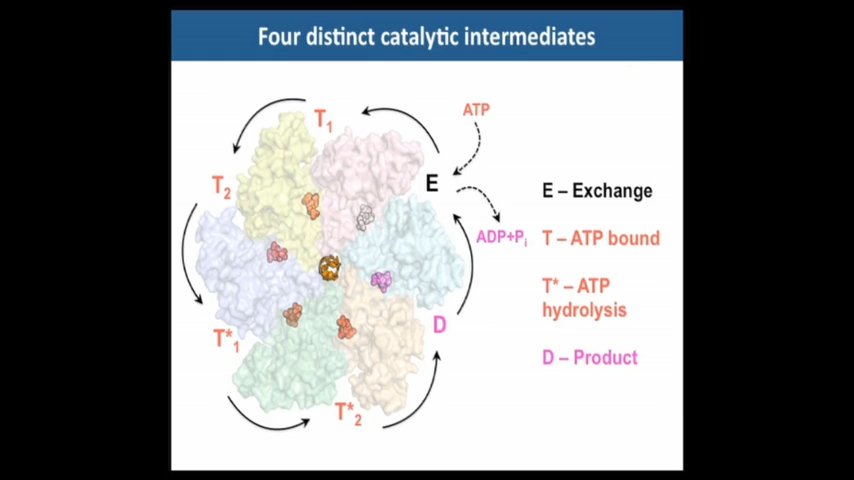 Four distinct catalytic intermediates
T1
ATP
T2
E
E – Exchange
ADP+Pi
T – ATP bound
T* – ATP
hydrolysis
T*1
D
D – Product
T*2